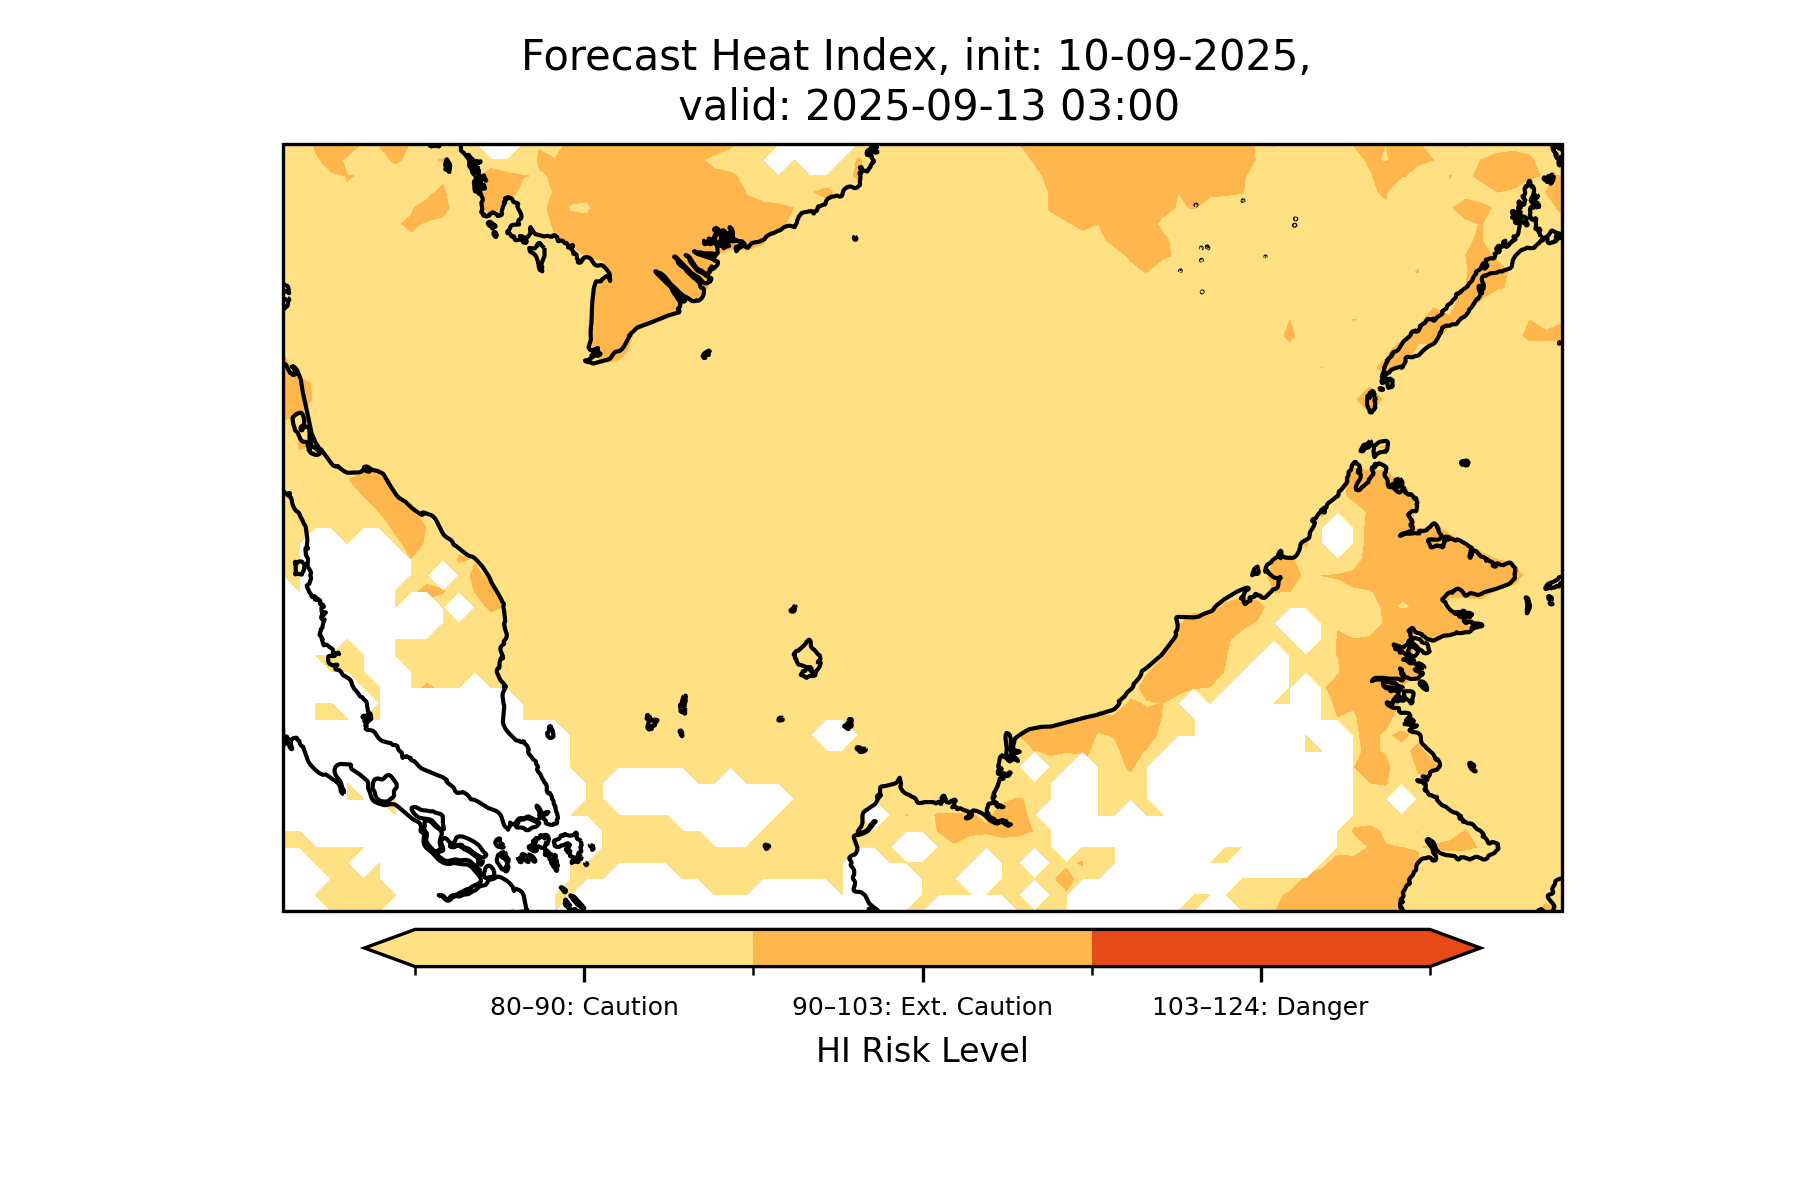 Forecast Heat Index, init: 10-09-2025,
valid: 2025-09-13 03:00
80–90: Caution
90–103: Ext. Caution
103–124: Danger
HI Risk Level